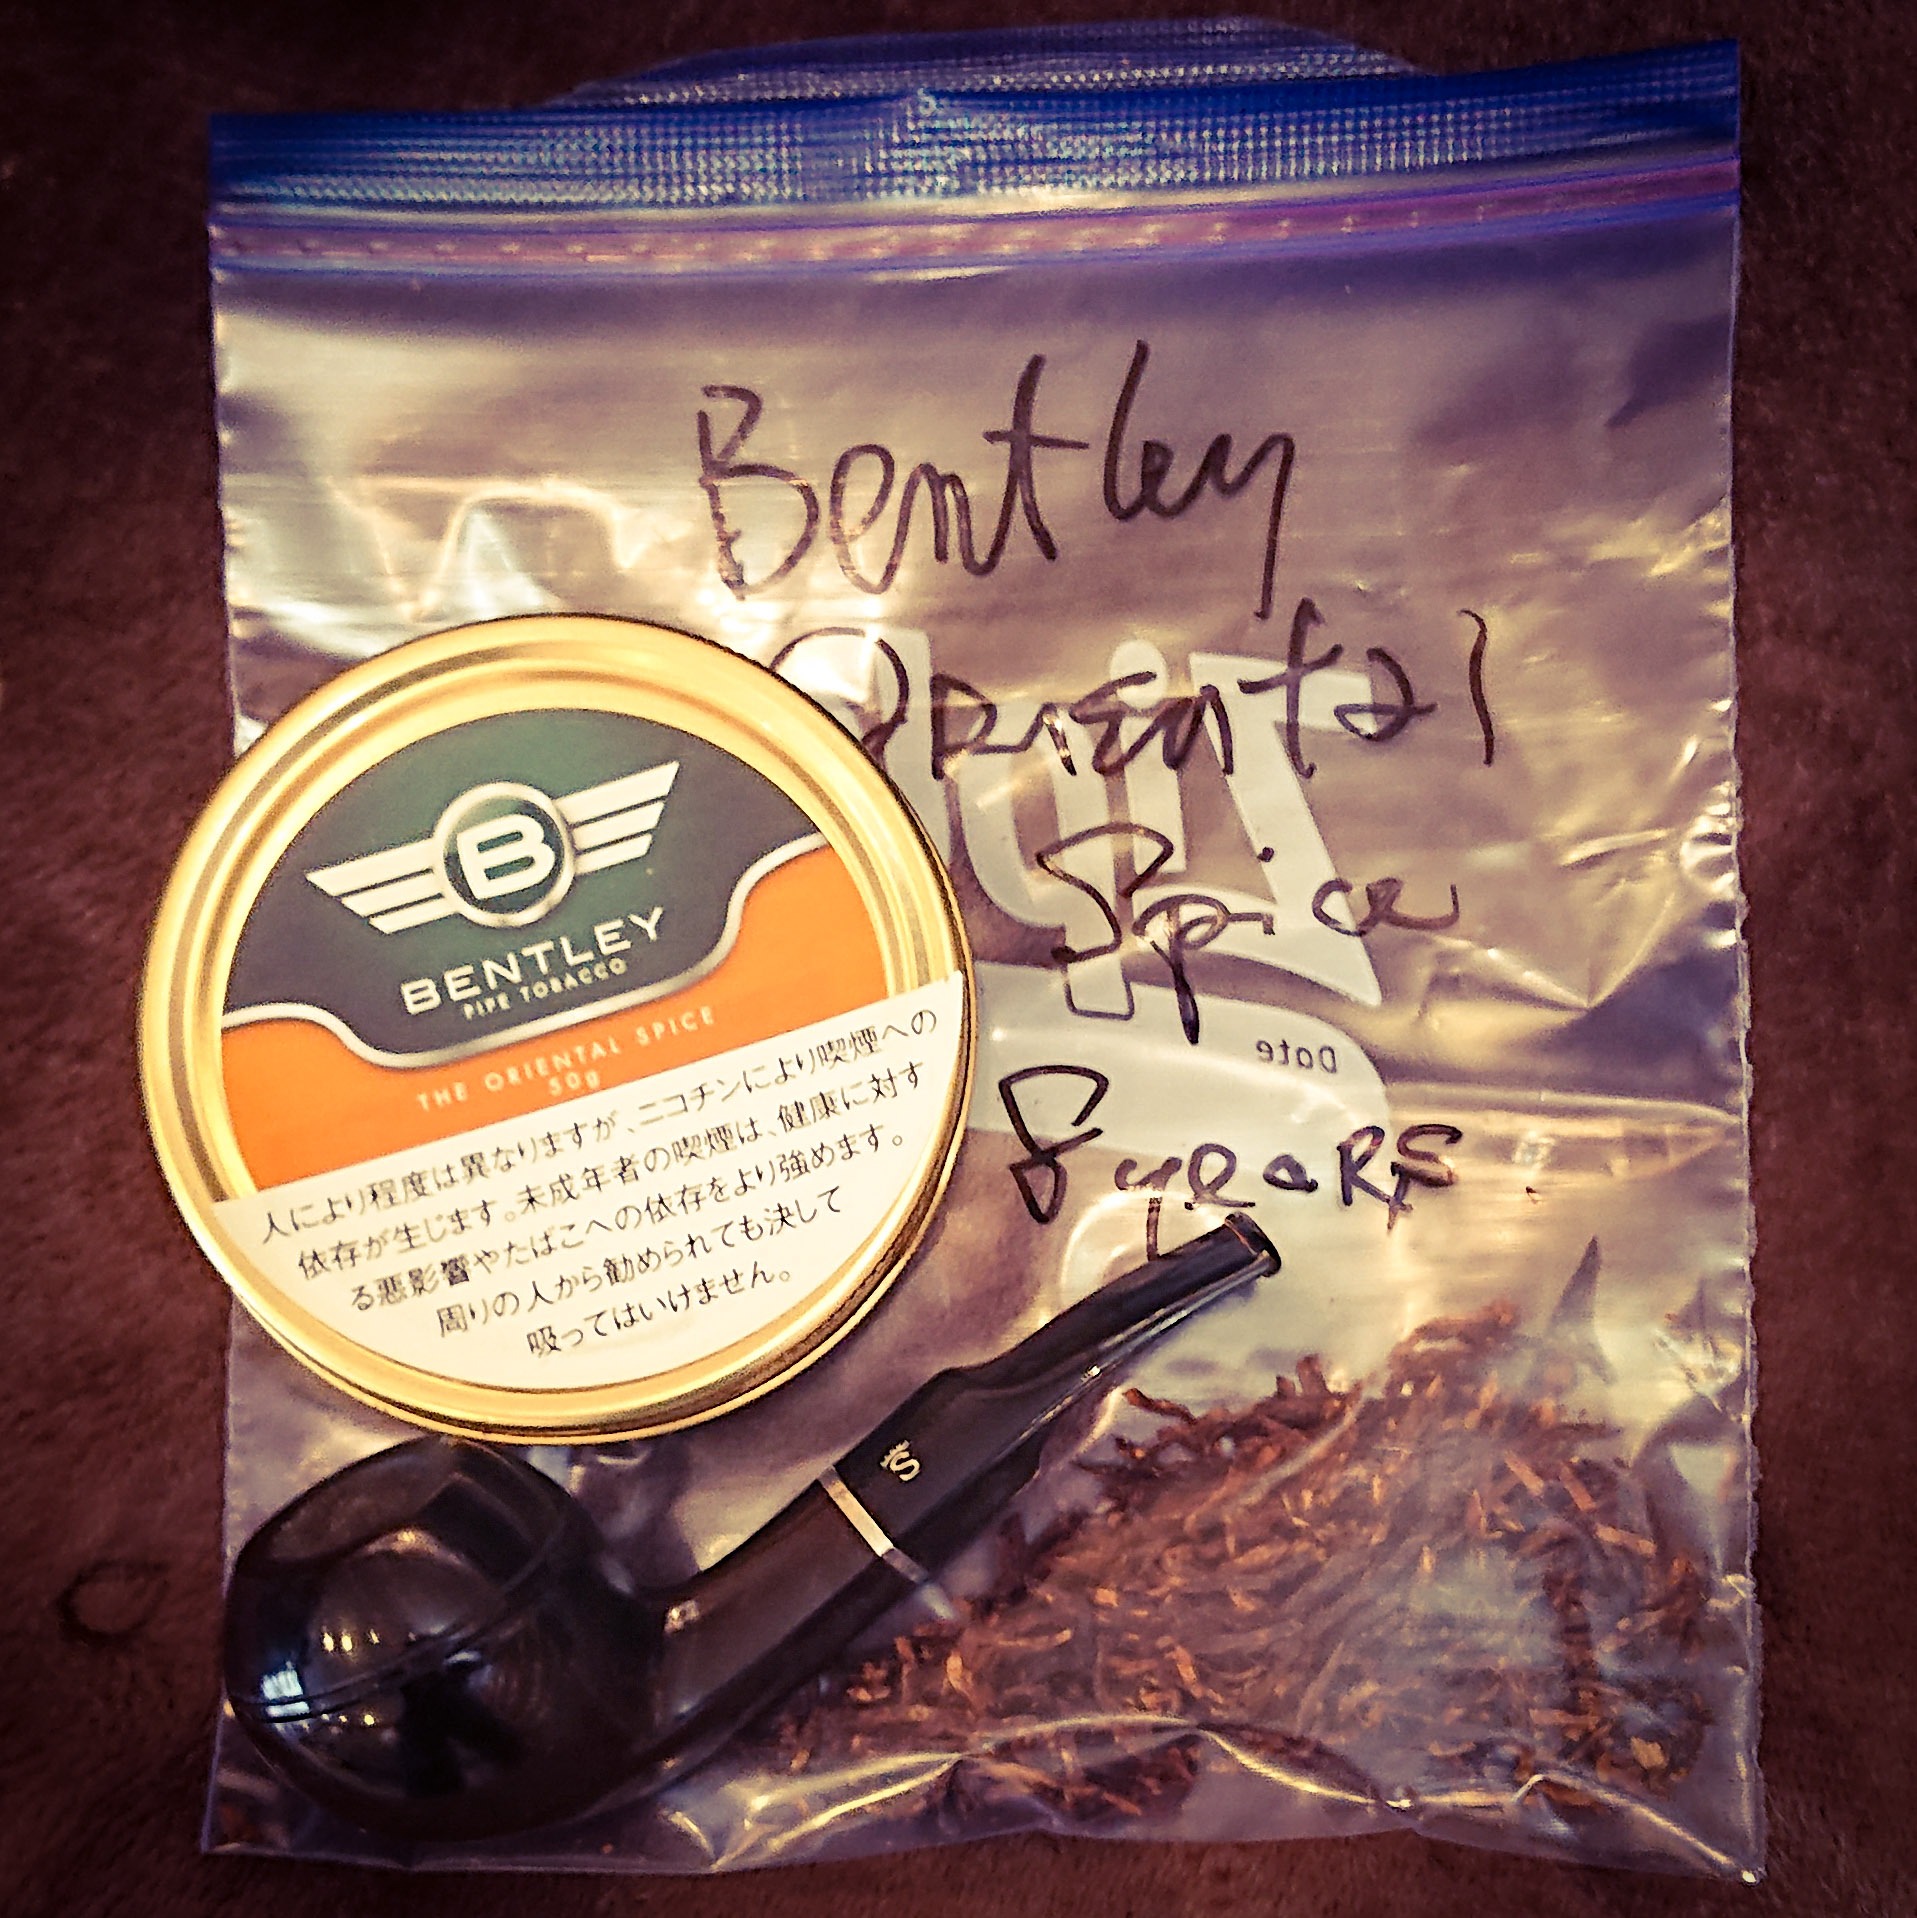 Bentley
Oriental
Spice
8 years
Date
B
BENTLEY
PIPE TOBACCO
THE ORIENTAL SPICE
50g
人により程度は異なりますが、ニコチンにより喫煙への
依存が生じます。未成年者の喫煙は、健康に対す
る悪影響やたばこへの依存をより強めます。
周りの人から勧められても決して
吸ってはいけません。
S